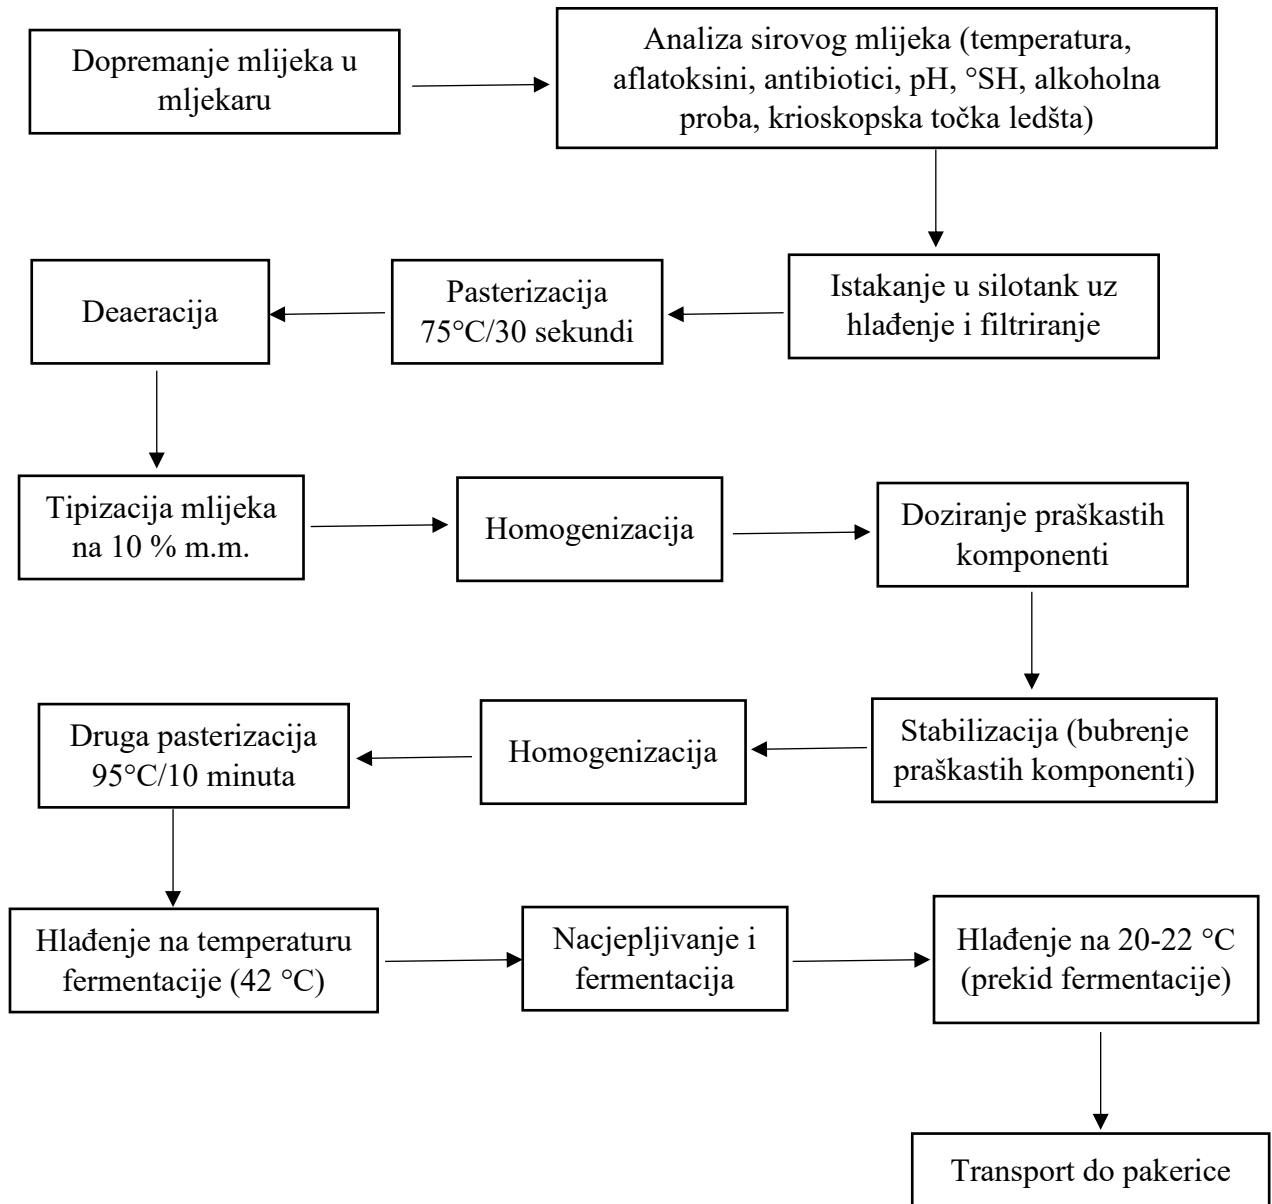 Dopremanje mlijeka u
mljekaru
Analiza sirovog mlijeka (temperatura,
aflatoksini, antibiotici, pH, °SH, alkoholna
proba, krioskopska točka ledšta)
Istakanje u silotank uz
hlađenje i filtriranje
Pasterizacija
75°C/30 sekundi
Deaeracija
Tipizacija mlijeka
na 10 % m.m.
Homogenizacija
Doziranje praškastih
komponenti
Stabilizacija (bubrenje
praškastih komponenti)
Homogenizacija
Druga pasterizacija
95°C/10 minuta
Hlađenje na temperaturu
fermentacije (42 °C)
Nacjepljivanje i
fermentacija
Hlađenje na 20-22 °C
(prekid fermentacije)
Transport do pakerice